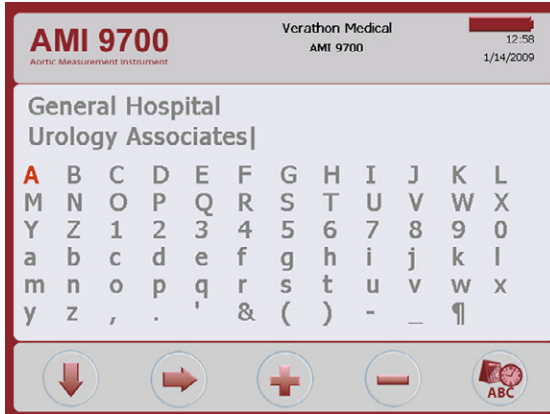 AMI 9700
Aortic Measurement Instrument
Verathon Medical
AMI 9700
12:58
1/14/2009
General Hospital
Urology Associates|
A B C D E F G H I J K L
M N O P Q R S T U V W X
Y Z 1 2 3 4 5 6 7 8 9 0
a b c d e f g h i j k l
m n o p q r s t u v w x
y z , . ' & ( ) - _ ¶
ABC